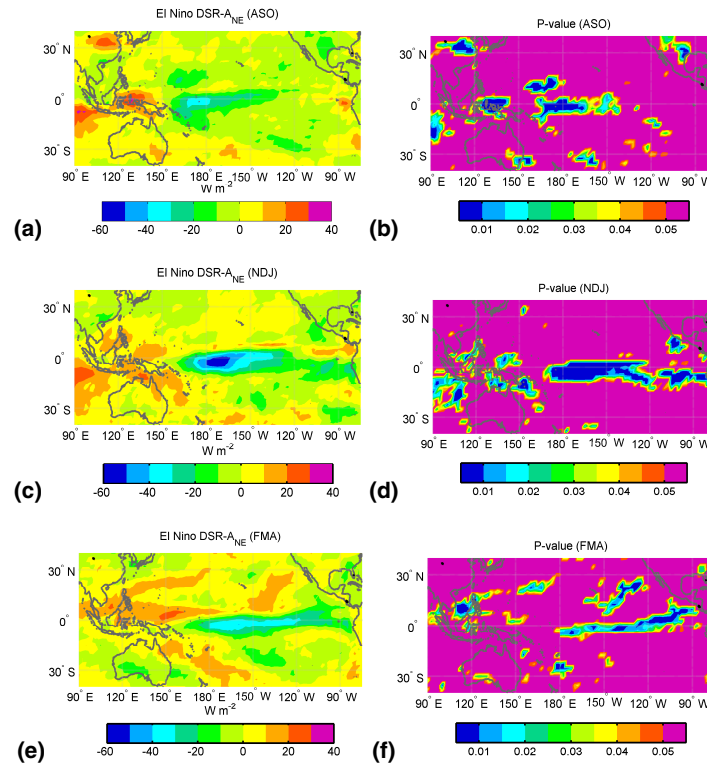 El Nino DSR-A_NE (ASO)
30° N
0°
30° S
90° E 120° E 150° E 180° E 150° W 120° W 90° W
W m⁻²
(a)
-60 -40 -20 0 20 40
P-value (ASO)
30° N
0°
30° S
90° E 120° E 150° E 180° E 150° W 120° W 90° W
(b)
0.01 0.02 0.03 0.04 0.05
El Nino DSR-A_NE (NDJ)
30° N
0°
30° S
90° E 120° E 150° E 180° E 150° W 120° W 90° W
W m⁻²
(c)
-60 -40 -20 0 20 40
P-value (NDJ)
30° N
0°
30° S
90° E 120° E 150° E 180° E 150° W 120° W 90° W
(d)
0.01 0.02 0.03 0.04 0.05
El Nino DSR-A_NE (FMA)
30° N
0°
30° S
90° E 120° E 150° E 180° E 150° W 120° W 90° W
W m⁻²
(e)
-60 -40 -20 0 20 40
P-value (FMA)
30° N
0°
30° S
90° E 120° E 150° E 180° E 150° W 120° W 90° W
(f)
0.01 0.02 0.03 0.04 0.05